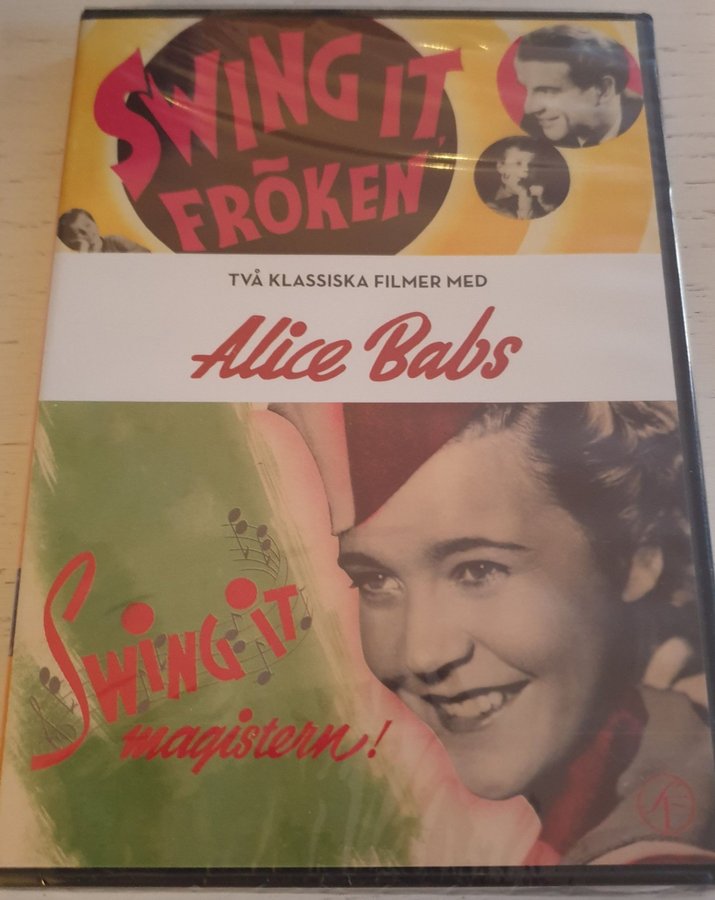 SWING IT,
FRÖKEN
TVÅ KLASSISKA FILMER MED
Alice Babs
SWING IT
magistern!